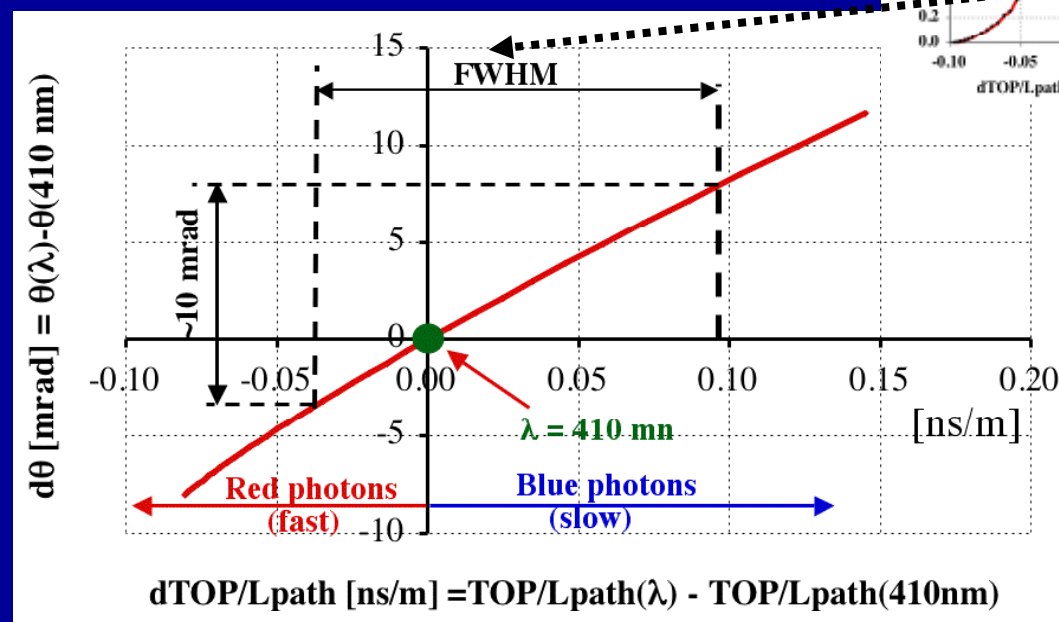 0.2
0.0
-0.10 -0.05
dTOP/Lpath
15
FWHM
10
5
0
-0.10 -0.05 0.00 0.05 0.10 0.15 0.20
[ns/m]
λ = 410 mn
-5
Red photons
(fast)
Blue photons
(slow)
-10
~10 mrad
dθ [mrad] = θ(λ)-θ(410 nm)
dTOP/Lpath [ns/m] =TOP/Lpath(λ) - TOP/Lpath(410nm)